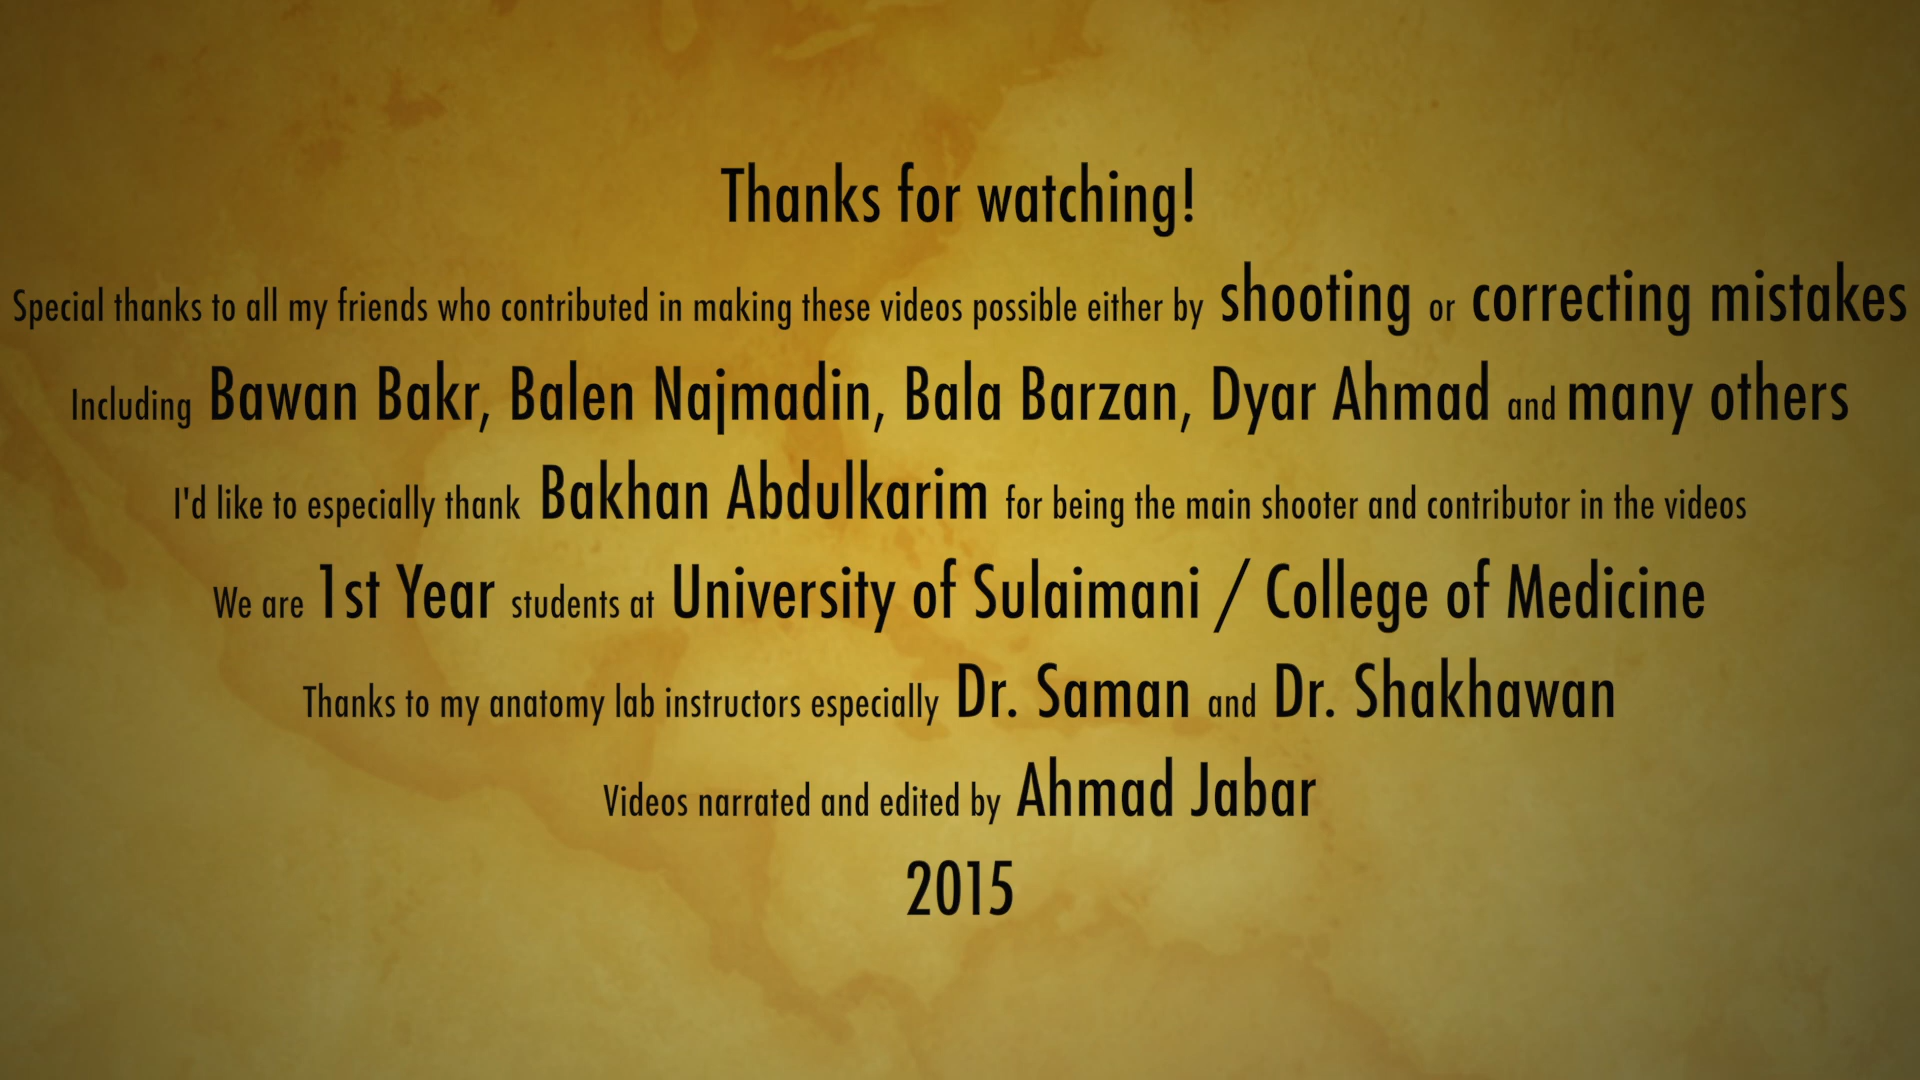 Thanks for watching!
Special thanks to all my friends who contributed in making these videos possible either by shooting or correcting mistakes
Including Bawan Bakr, Balen Najmadin, Bala Barzan, Dyar Ahmad and many others
I'd like to especially thank Bakhan Abdulkarim for being the main shooter and contributor in the videos
We are 1st Year students at University of Sulaimani / College of Medicine
Thanks to my anatomy lab instructors especially Dr. Saman and Dr. Shakhawan
Videos narrated and edited by Ahmad Jabar
2015